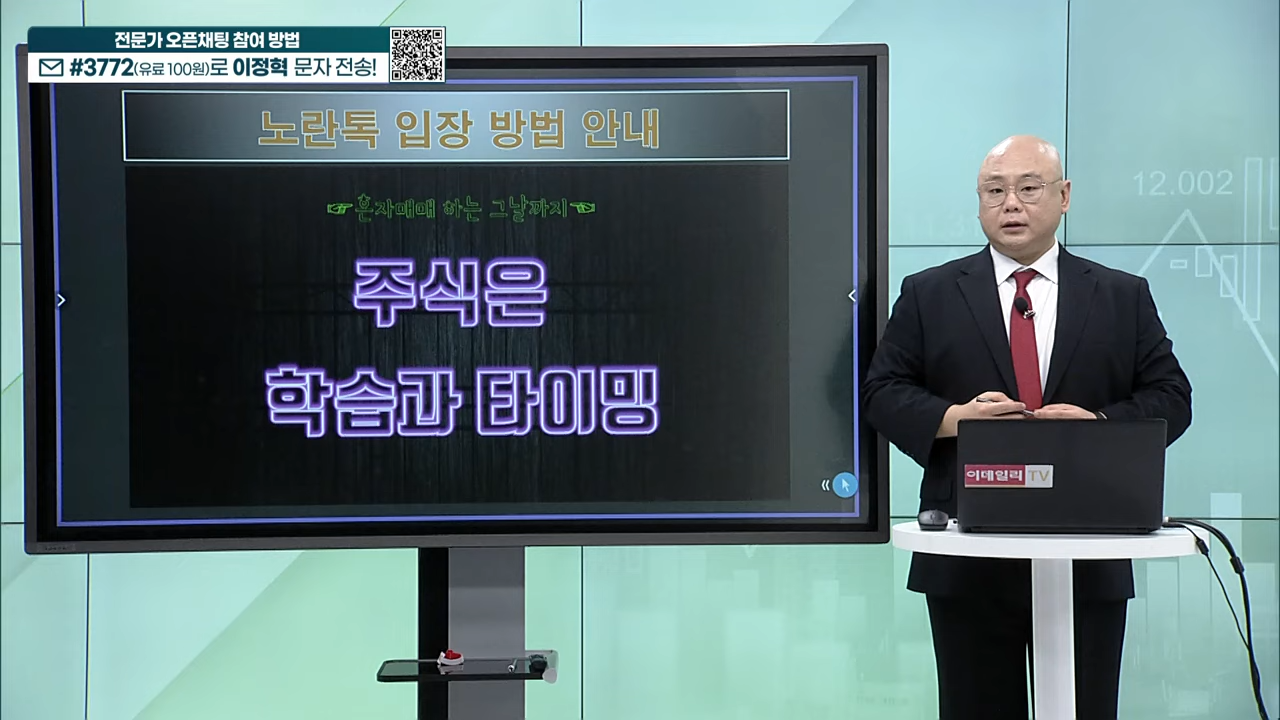 전문가 오픈채팅 참여 방법
#3772(유료 100원)로 이정혁 문자 전송!
노란톡 입장 방법 안내
☞혼자매매 하는 그날까지☜
주식은
학습과 타이밍
12.002
이데일리 TV